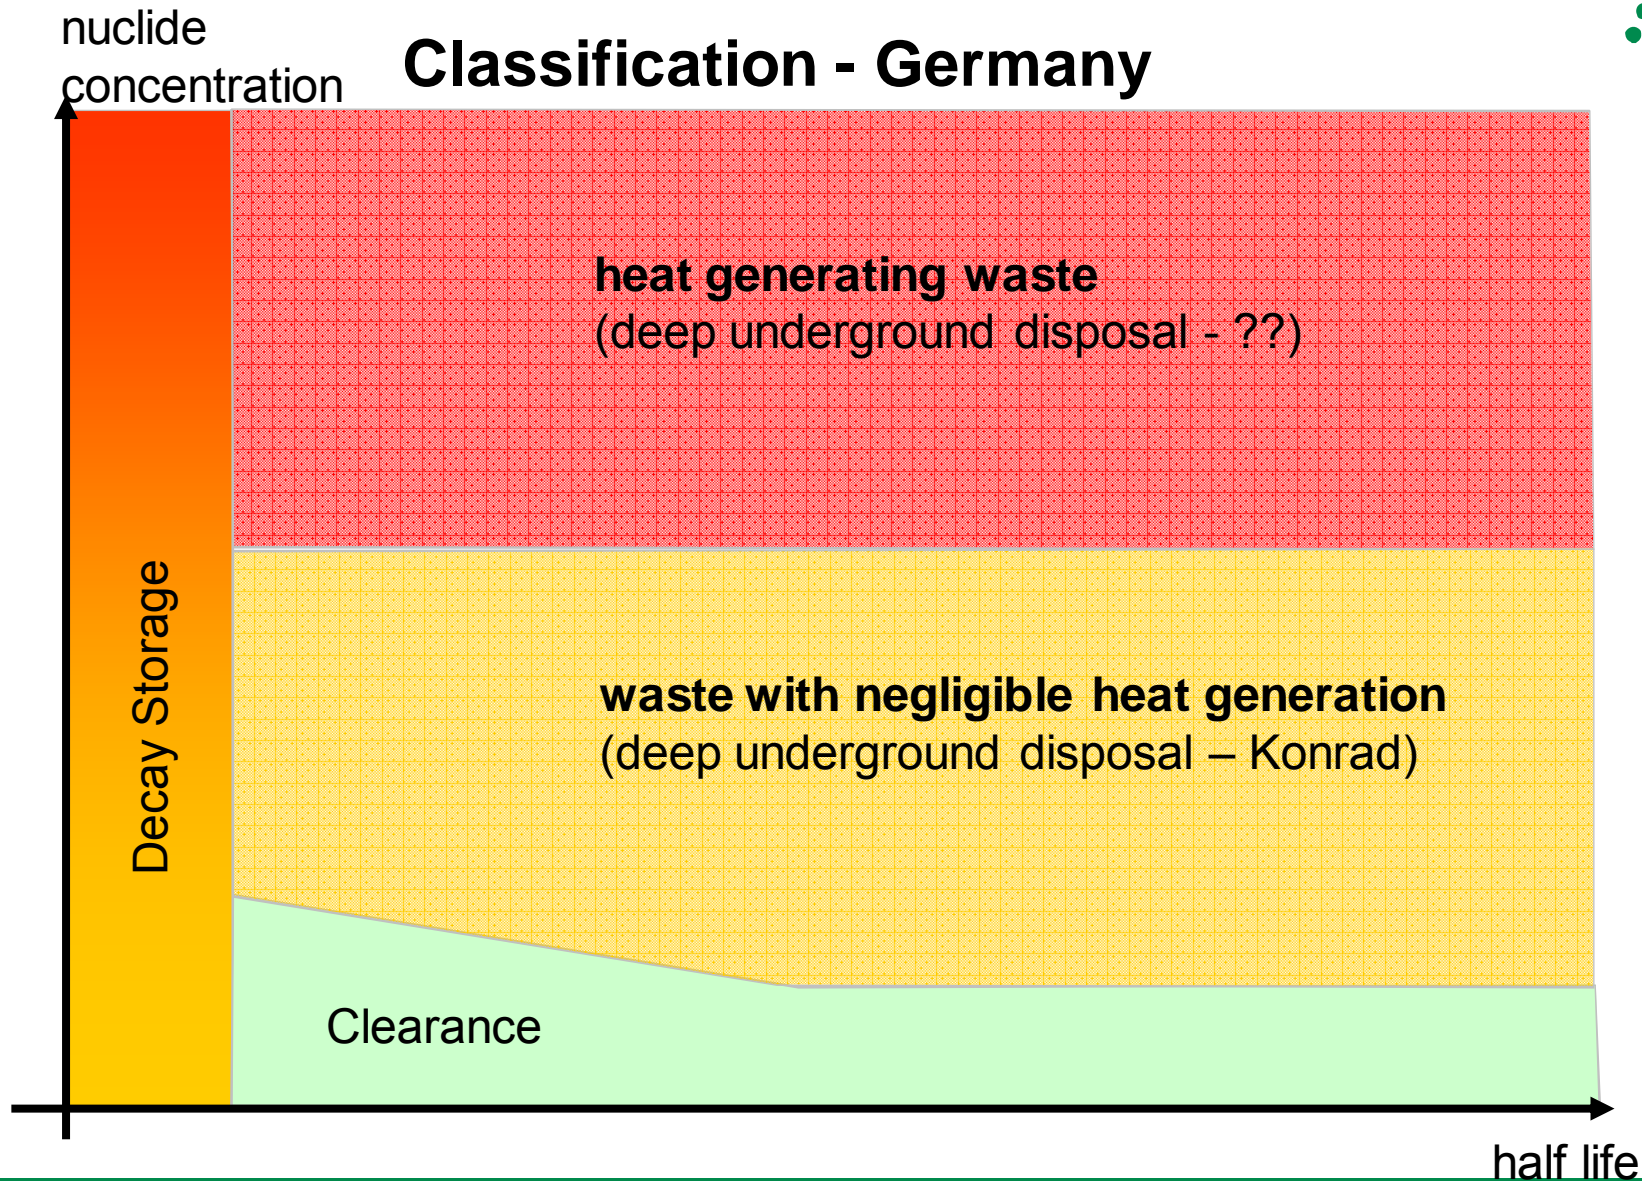 nuclide
concentration
Classification - Germany
heat generating waste
(deep underground disposal - ??)
Decay Storage
waste with negligible heat generation
(deep underground disposal – Konrad)
Clearance
half life